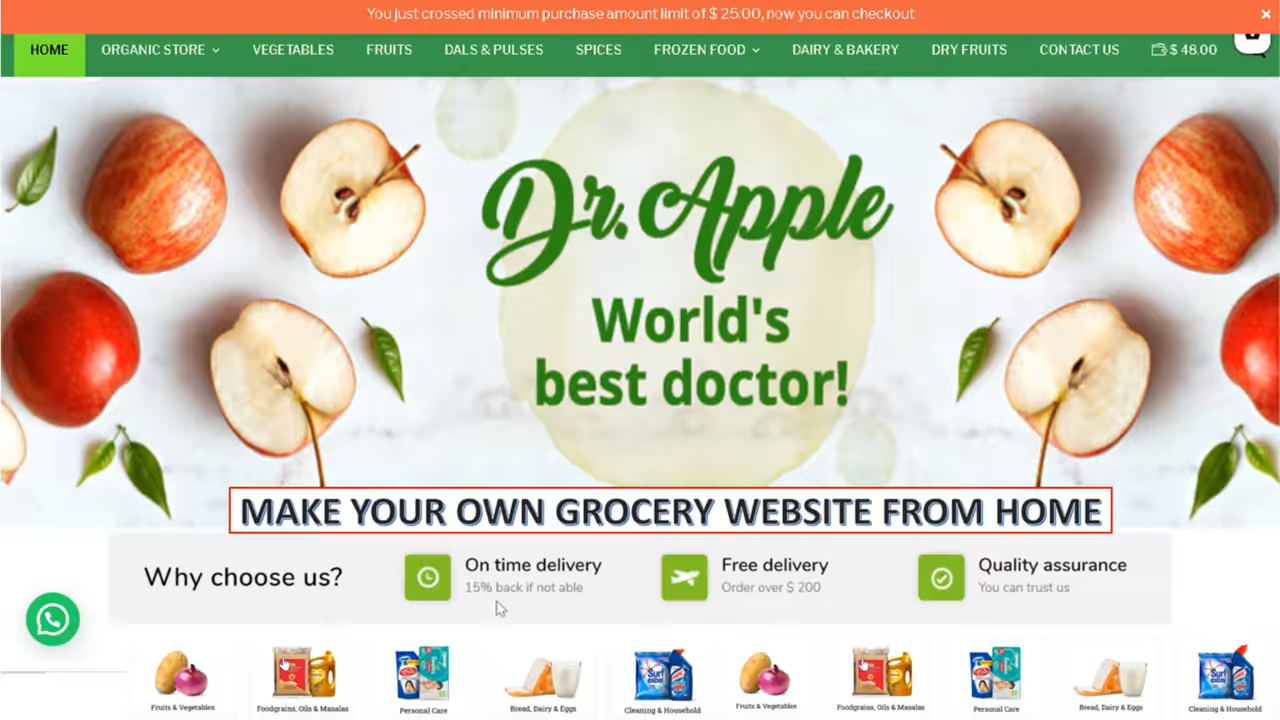 You just crossed minimum purchase amount limit of $ 25.00, now you can checkout
HOME ORGANIC STORE VEGETABLES FRUITS DALS & PULSES SPICES FROZEN FOOD DAIRY & BAKERY DRY FRUITS CONTACT US $ 48.00
Dr. Apple
World's
best doctor!
MAKE YOUR OWN GROCERY WEBSITE FROM HOME
Why choose us?
On time delivery
15% back if not able
Free delivery
Order over $ 200
Quality assurance
You can trust us
Surf excel
Surf excel
Fruits & Vegetables Foodgrains, Oils & Masalas Personal Care Bread, Dairy & Eggs Cleaning & Household Fruits & Vegetables Foodgrains, Oils & Masalas Personal Care Bread, Dairy & Eggs Cleaning & Household